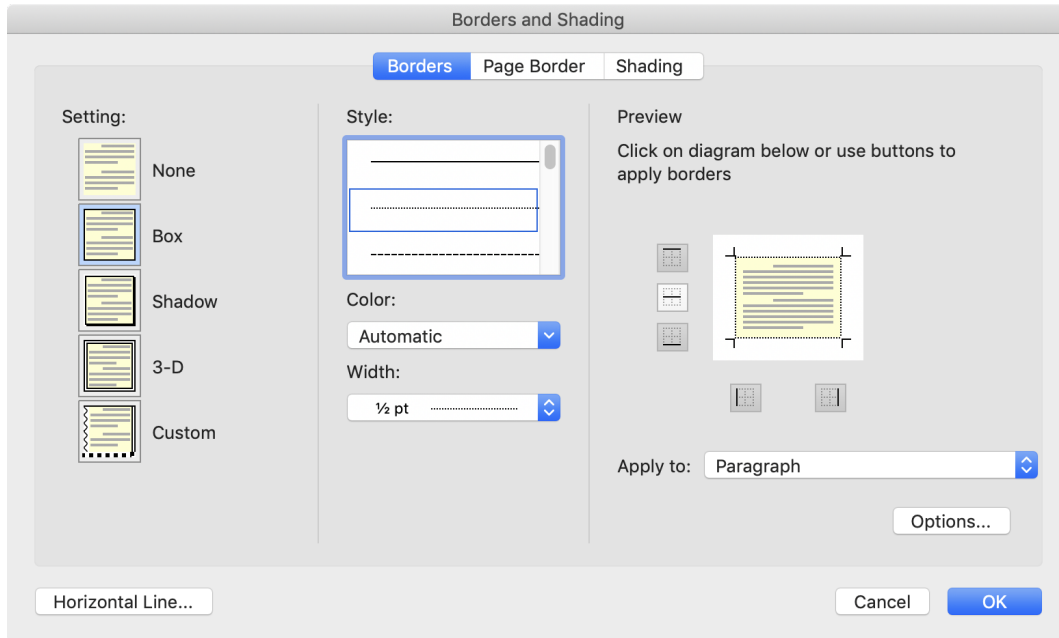 Borders and Shading
Borders
Page Border
Shading
Setting:
None
Box
Shadow
3-D
Custom
Style:
Color:
Automatic
Width:
½ pt
Preview
Click on diagram below or use buttons to
apply borders
Apply to:
Paragraph
Options...
Horizontal Line...
Cancel
OK